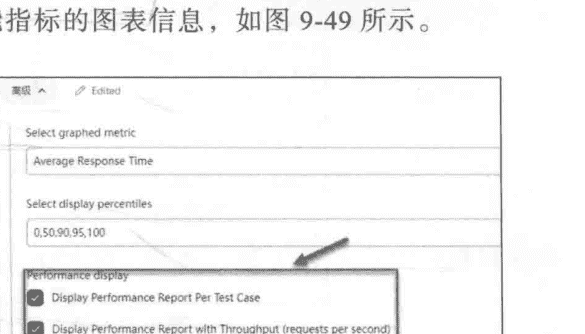 指标的图表信息，如图 9-49 所示。
高级 Edited
Select graphed metric
Average Response Time
Select display percentiles
0,50,90,95,100
Performance display
Display Performance Report Per Test Case
Display Performance Report with Throughput (requests per second)